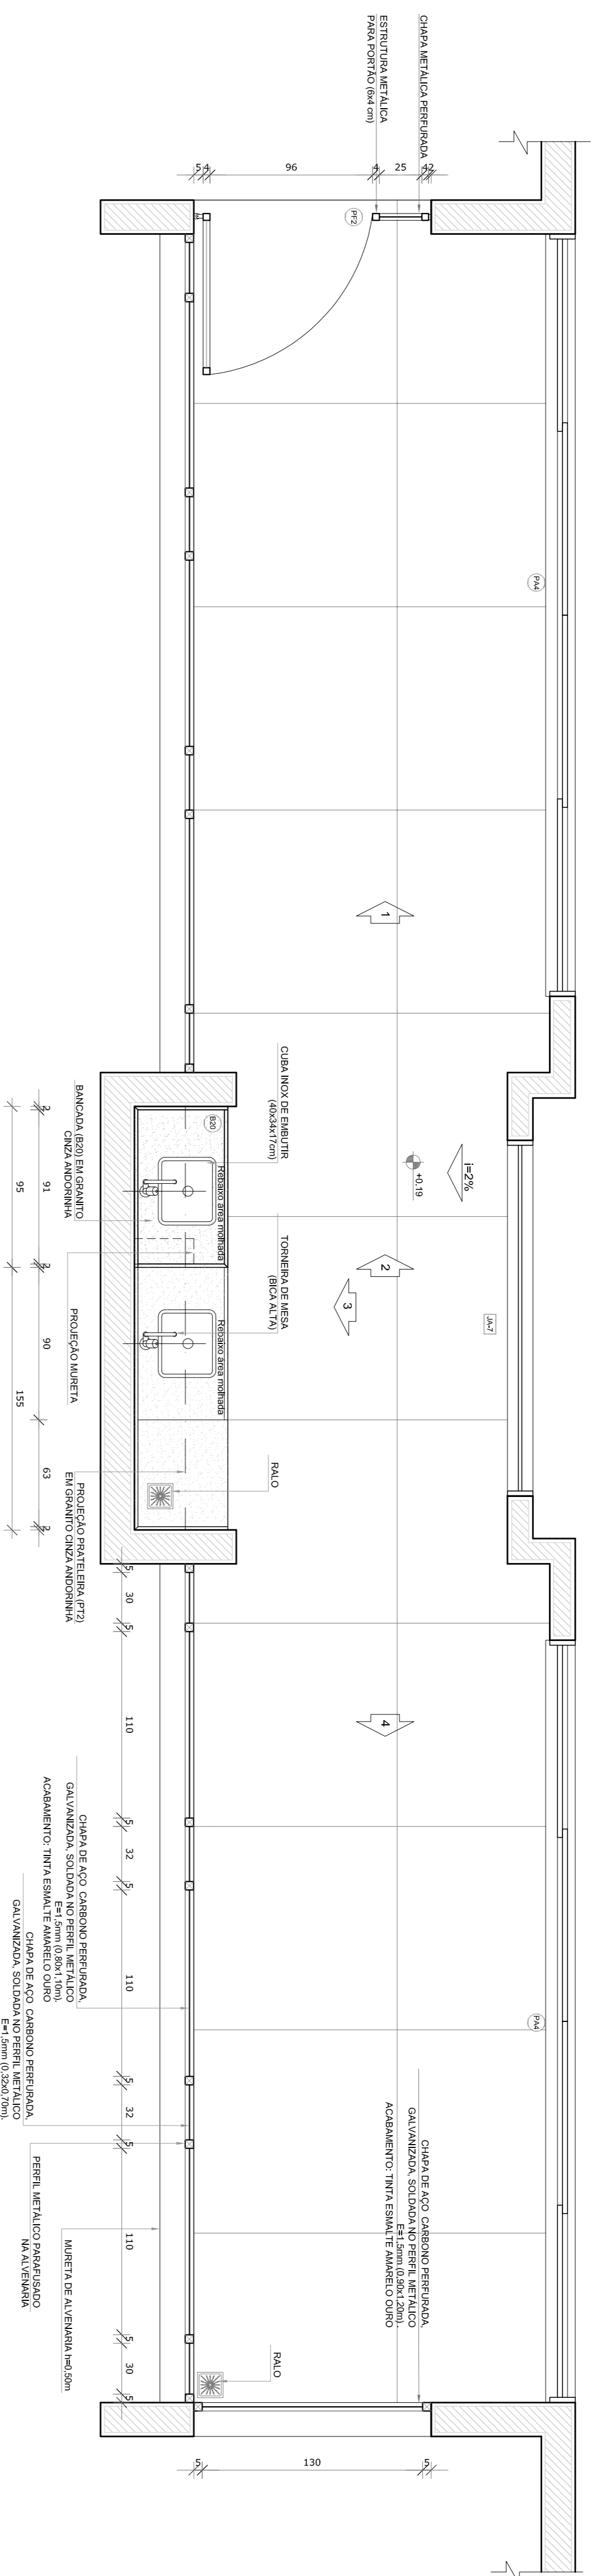 CHAPA METÁLICA PERFURADA
ESTRUTURA METÁLICA
PARA PORTÃO (6x4 cm)
5
4
96
4
25
4
2
PF2
PA4
1
CUBA INOX DE EMBUTIR
(40x34x17cm)
+0.19
i=2%
B20
Rebaixo área molhada
BANCADA (B20) EM GRANITO
CINZA ANDORINHA
TORNEIRA DE MESA
(BICA ALTA)
2
3
JA-7
PROJEÇÃO MURETA
Rebaixo área molhada
RALO
PROJEÇÃO PRATELEIRA (PT2)
EM GRANITO CINZA ANDORINHA
2
91
2
90
63
2
95
155
4
PA4
5
30
5
110
5
32
5
110
5
32
5
110
5
30
5
CHAPA DE AÇO CARBONO PERFURADA,
GALVANIZADA, SOLDADA NO PERFIL METÁLICO
E=1,5mm (0,80x1,10m).
ACABAMENTO: TINTA ESMALTE AMARELO OURO
CHAPA DE AÇO CARBONO PERFURADA,
GALVANIZADA, SOLDADA NO PERFIL METÁLICO
E=1,5mm (0,32x0,70m).
CHAPA DE AÇO CARBONO PERFURADA,
GALVANIZADA, SOLDADA NO PERFIL METÁLICO
E=1,5mm (0,90x1,20m).
ACABAMENTO: TINTA ESMALTE AMARELO OURO
PERFIL METÁLICO PARAFUSADO
NA ALVENARIA
MURETA DE ALVENARIA h=0,50m
RALO
5
130
5